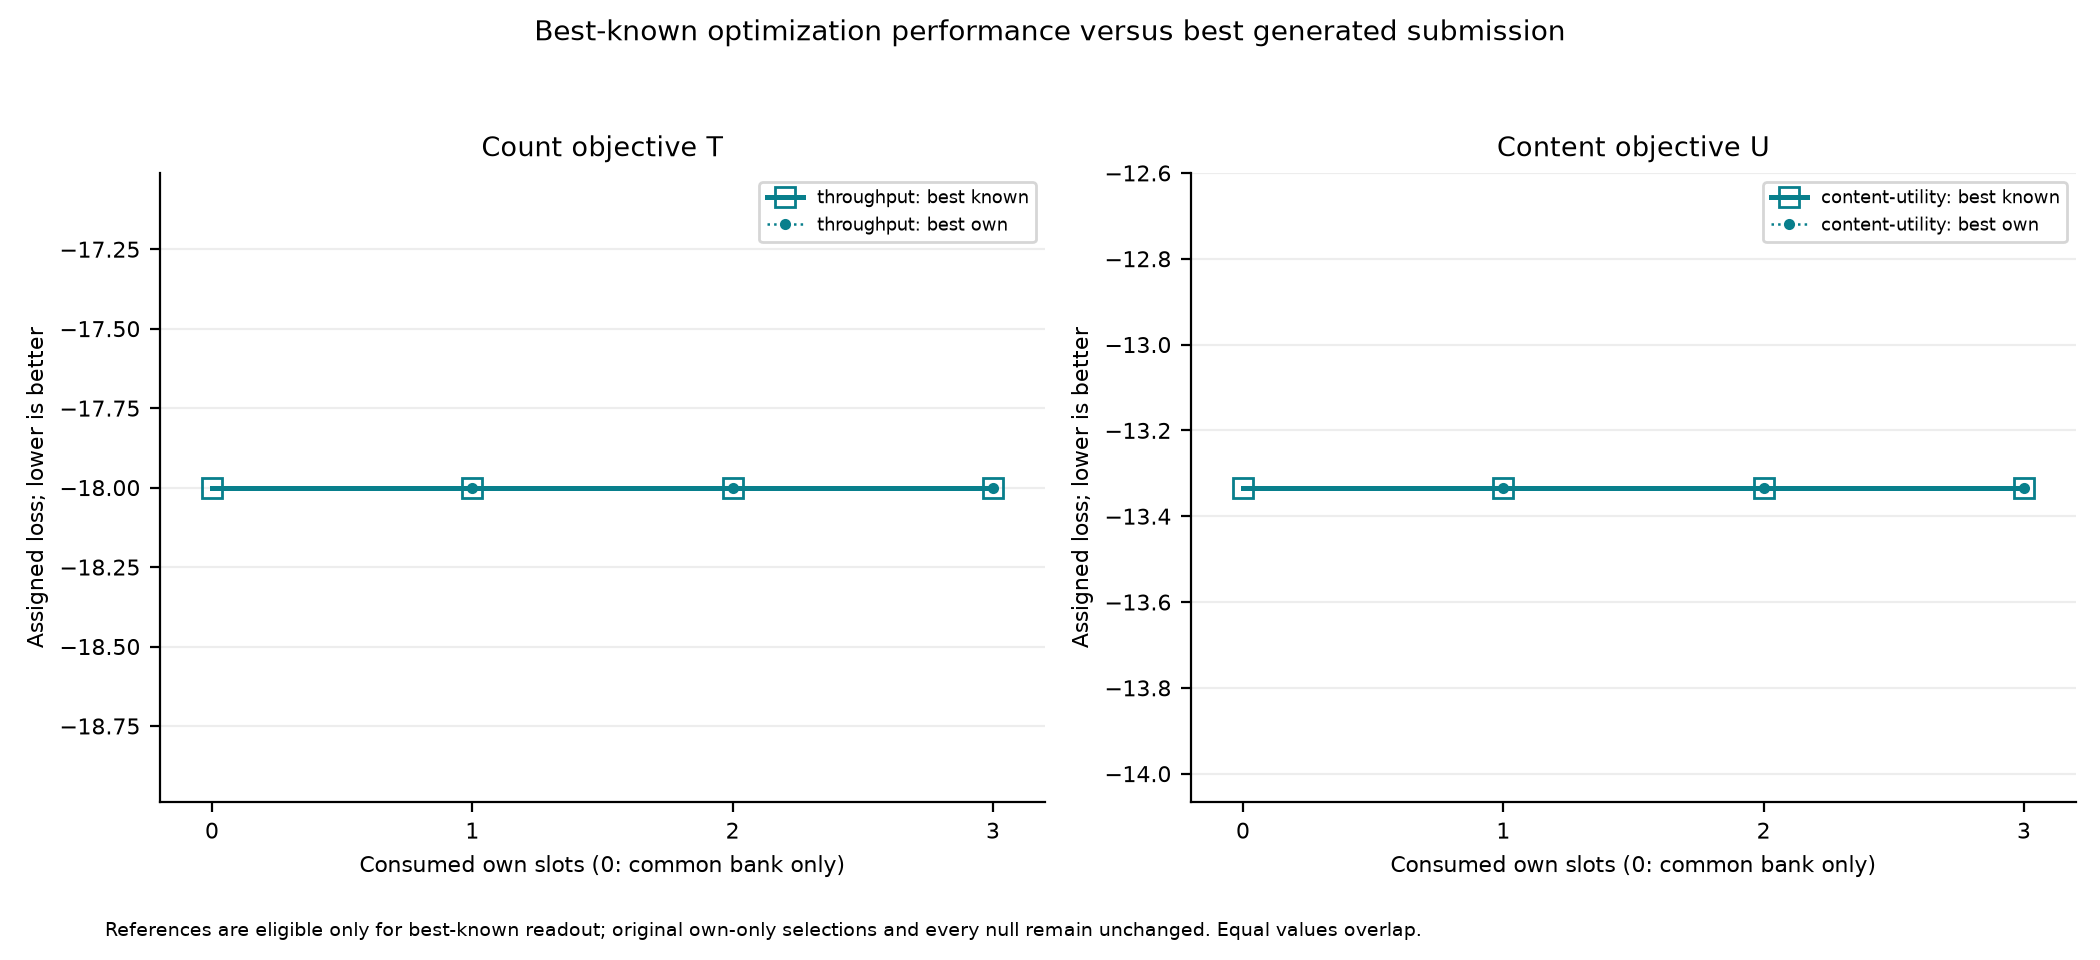 Best-known optimization performance versus best generated submission
Count objective T
throughput: best known
throughput: best own
Assigned loss; lower is better
−17.25
−17.50
−17.75
−18.00
−18.25
−18.50
−18.75
0 1 2 3
Consumed own slots (0: common bank only)
Content objective U
content-utility: best known
content-utility: best own
Assigned loss; lower is better
−12.6
−12.8
−13.0
−13.2
−13.4
−13.6
−13.8
−14.0
0 1 2 3
Consumed own slots (0: common bank only)
References are eligible only for best-known readout; original own-only selections and every null remain unchanged. Equal values overlap.